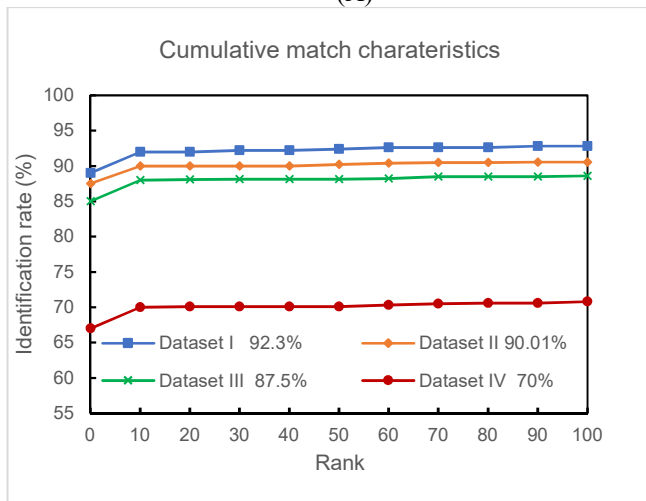 Cumulative match charateristics
100
95
90
85
80
75
70
65
60
55
Identification rate (%)
Dataset I 92.3%
Dataset II 90.01%
Dataset III 87.5%
Dataset IV 70%
0 10 20 30 40 50 60 70 80 90 100
Rank